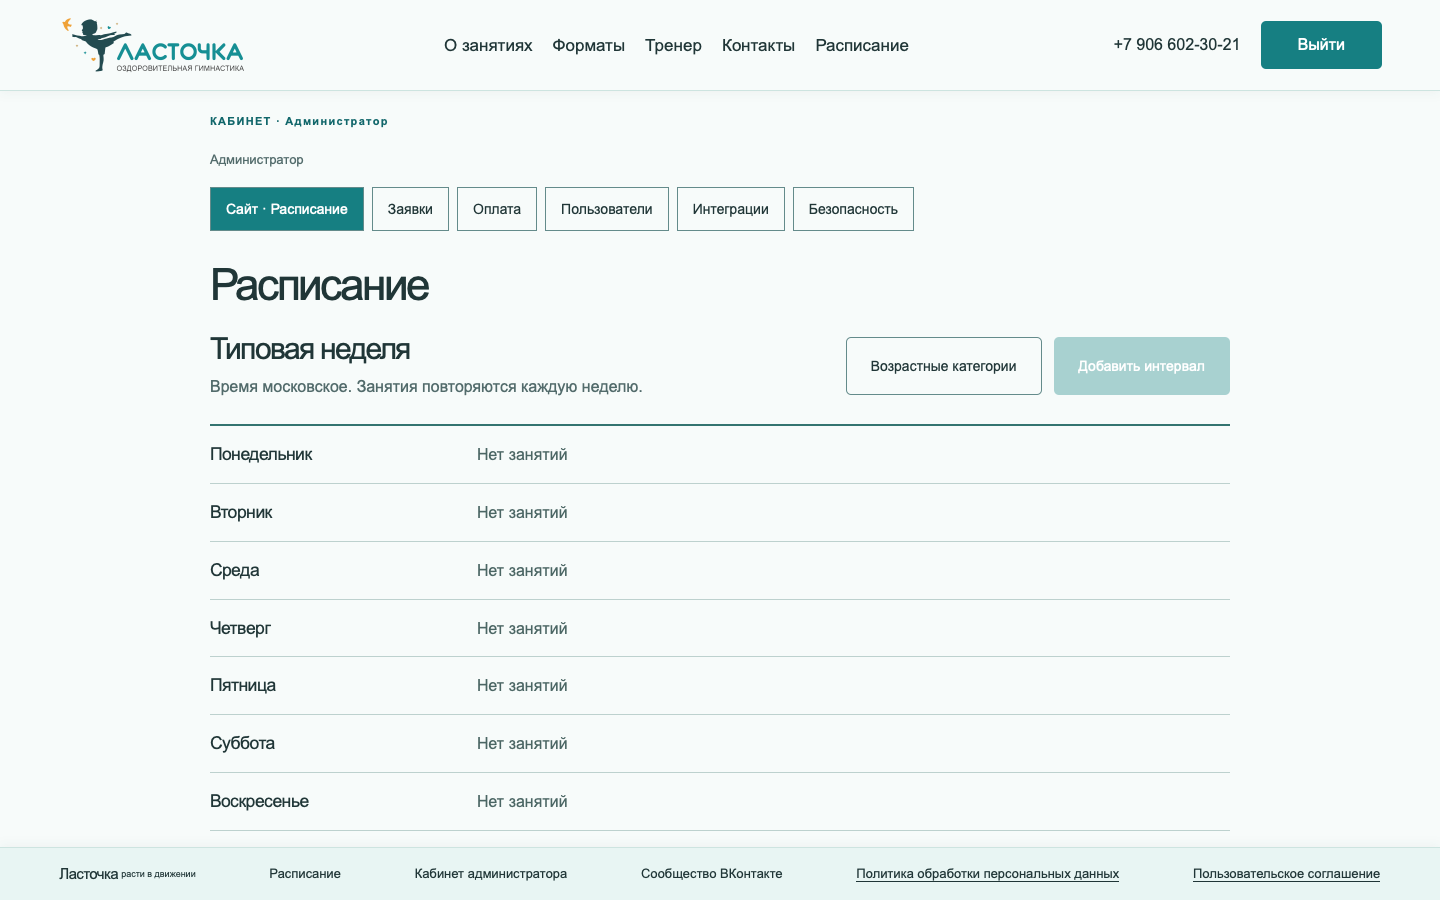 ЛАСТОЧКА
ОЗДОРОВИТЕЛЬНАЯ ГИМНАСТИКА
О занятиях Форматы Тренер Контакты Расписание
+7 906 602-30-21 Выйти
КАБИНЕТ · Администратор
Администратор
Сайт · Расписание Заявки Оплата Пользователи Интеграции Безопасность
Расписание
Типовая неделя
Время московское. Занятия повторяются каждую неделю.
Возрастные категории Добавить интервал
Понедельник Нет занятий
Вторник Нет занятий
Среда Нет занятий
Четверг Нет занятий
Пятница Нет занятий
Суббота Нет занятий
Воскресенье Нет занятий
Ласточка расти в движении Расписание Кабинет администратора Сообщество ВКонтакте Политика обработки персональных данных Пользовательское соглашение